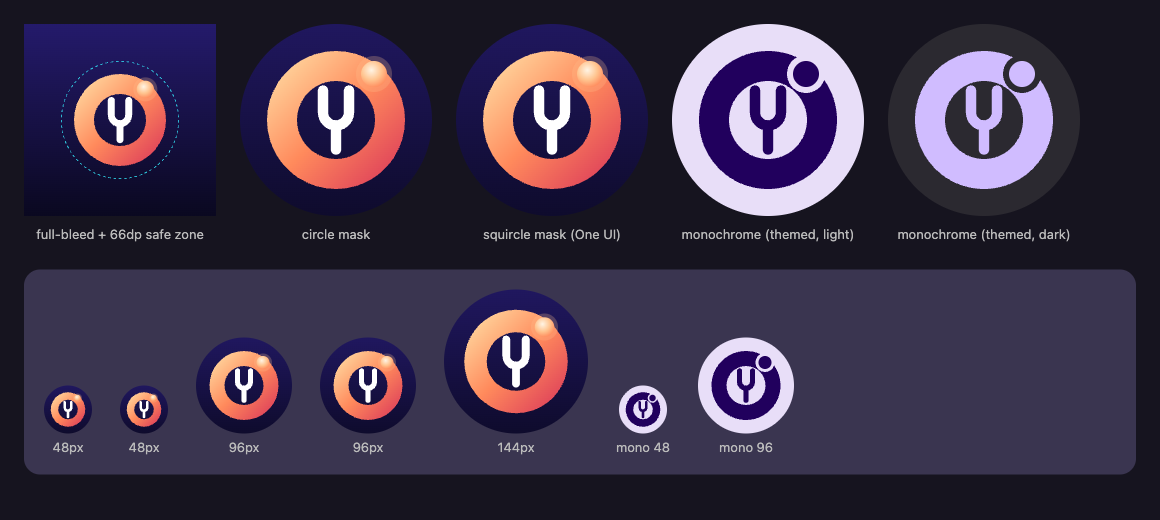 full-bleed + 66dp safe zone
circle mask
squircle mask (One UI)
monochrome (themed, light)
monochrome (themed, dark)
48px
48px
96px
96px
144px
mono 48
mono 96